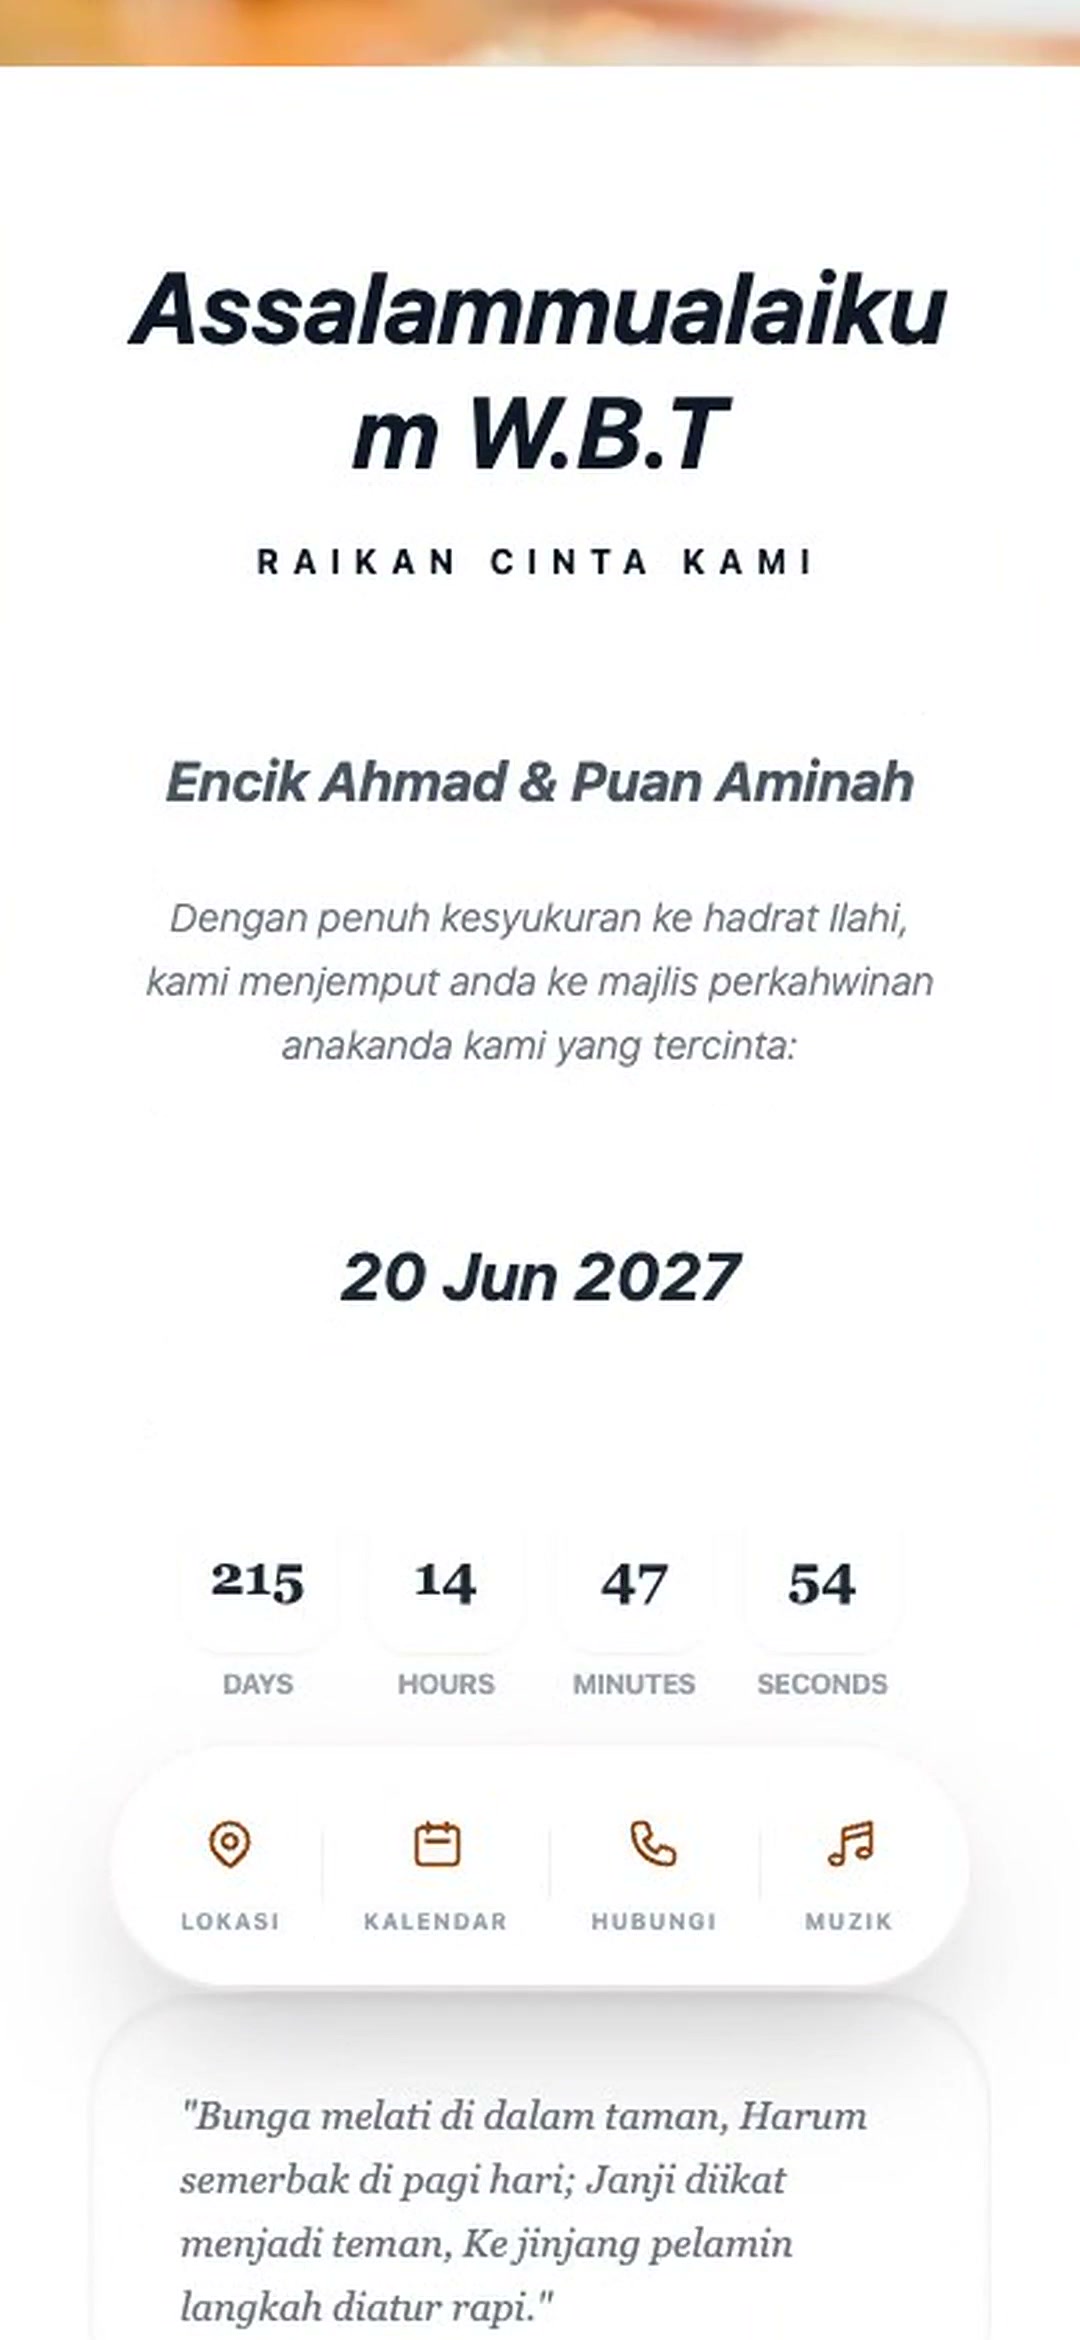 Assalammualaiku
m W.B.T
RAIKAN CINTA KAMI
Encik Ahmad & Puan Aminah
Dengan penuh kesyukuran ke hadrat Ilahi,
kami menjemput anda ke majlis perkahwinan
anakanda kami yang tercinta:
20 Jun 2027
215 14 47 54
DAYS HOURS MINUTES SECONDS
LOKASI KALENDAR HUBUNGI MUZIK
"Bunga melati di dalam taman, Harum
semerbak di pagi hari; Janji diikat
menjadi teman, Ke jinjang pelamin
langkah diatur rapi."